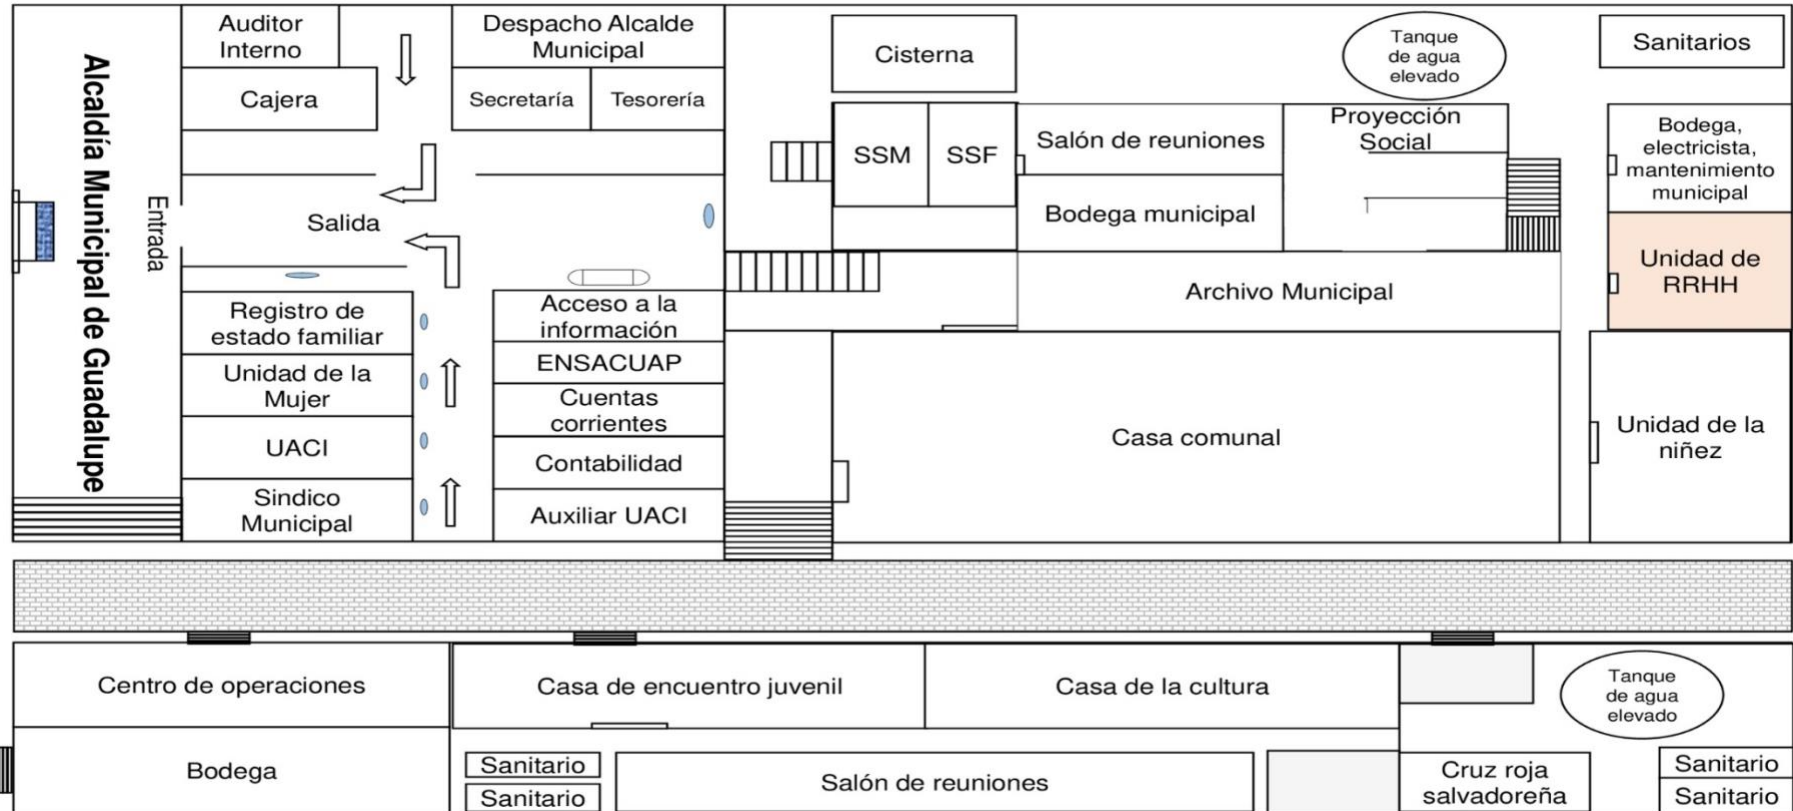 Alcaldía Municipal de Guadalupe
Entrada
Auditor
Interno
Cajera
Despacho Alcalde
Municipal
Secretaría
Tesorería
Salida
Registro de
estado familiar
Unidad de la
Mujer
UACI
Sindico
Municipal
Acceso a la
información
ENSACUAP
Cuentas
corrientes
Contabilidad
Auxiliar UACI
Cisterna
SSM
SSF
Salón de reuniones
Bodega municipal
Proyección
Social
Tanque
de agua
elevado
Sanitarios
Bodega,
electricista,
mantenimiento
municipal
Unidad de
RRHH
Archivo Municipal
Casa comunal
Unidad de la
niñez
Centro de operaciones
Bodega
Casa de encuentro juvenil
Casa de la cultura
Sanitario
Sanitario
Salón de reuniones
Tanque
de agua
elevado
Cruz roja
salvadoreña
Sanitario
Sanitario